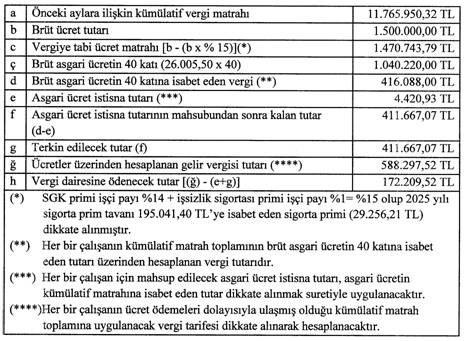 a Önceki aylara ilişkin kümülatif vergi matrahı 11.765.950,32 TL
b Brüt ücret tutarı 1.500.000,00 TL
c Vergiye tabi ücret matrahı [b - (b x % 15)](*) 1.470.743,79 TL
ç Brüt asgari ücretin 40 katı (26.005,50 x 40) 1.040.220,00 TL
d Brüt asgari ücretin 40 katına isabet eden vergi (**) 416.088,00 TL
e Asgari ücret istisna tutarı (***) 4.420,93 TL
f Asgari ücret istisna tutarının mahsubundan sonra kalan tutar 411.667,07 TL
(d-e)
g Terkin edilecek tutar (f) 411.667,07 TL
ğ Ücretler üzerinden hesaplanan gelir vergisi tutarı (****) 588.297,52 TL
h Vergi dairesine ödenecek tutar [(ğ) - (e+g)] 172.209,52 TL
(*) SGK primi işçi payı %14 + işsizlik sigortası primi işçi payı %1= %15 olup 2025 yılı
sigorta prim tavanı 195.041,40 TL'ye isabet eden sigorta primi (29.256,21 TL)
dikkate alınmıştır.
(**) Her bir çalışanın kümülatif matrah toplamının brüt asgari ücretin 40 katına isabet
eden tutarı üzerinden hesaplanan vergi tutarıdır.
(***) Her bir çalışan için mahsup edilecek asgari ücret istisna tutarı, asgari ücretin
kümülatif matrahına isabet eden tutar dikkate alınmak suretiyle uygulanacaktır.
(****)Her bir çalışanın ücret ödemeleri dolayısıyla ulaşmış olduğu kümülatif matrah
toplamına uygulanacak vergi tarifesi dikkate alınarak hesaplanacaktır.